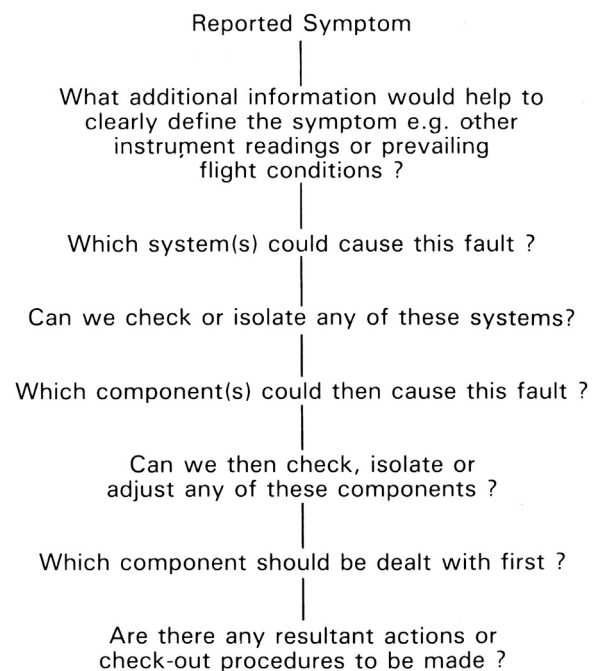 Reported Symptom
What additional information would help to
clearly define the symptom e.g. other
instrument readings or prevailing
flight conditions ?
Which system(s) could cause this fault ?
Can we check or isolate any of these systems?
Which component(s) could then cause this fault ?
Can we then check, isolate or
adjust any of these components ?
Which component should be dealt with first ?
Are there any resultant actions or
check-out procedures to be made ?